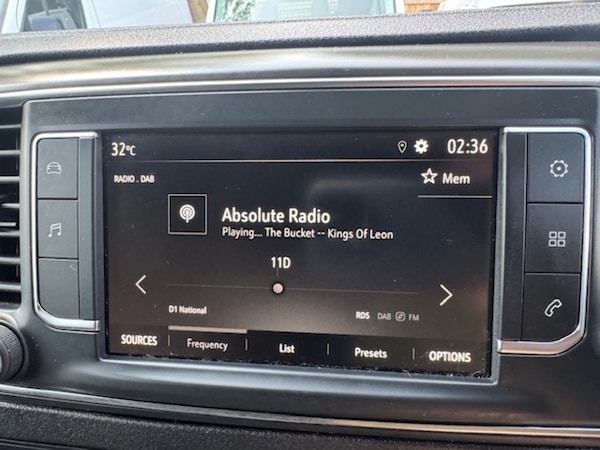 32°C 02:36
RADIO . DAB
Mem
Absolute Radio
Playing... The Bucket -- Kings Of Leon
11D
D1 National
RDS DAB FM
SOURCES Frequency List Presets OPTIONS